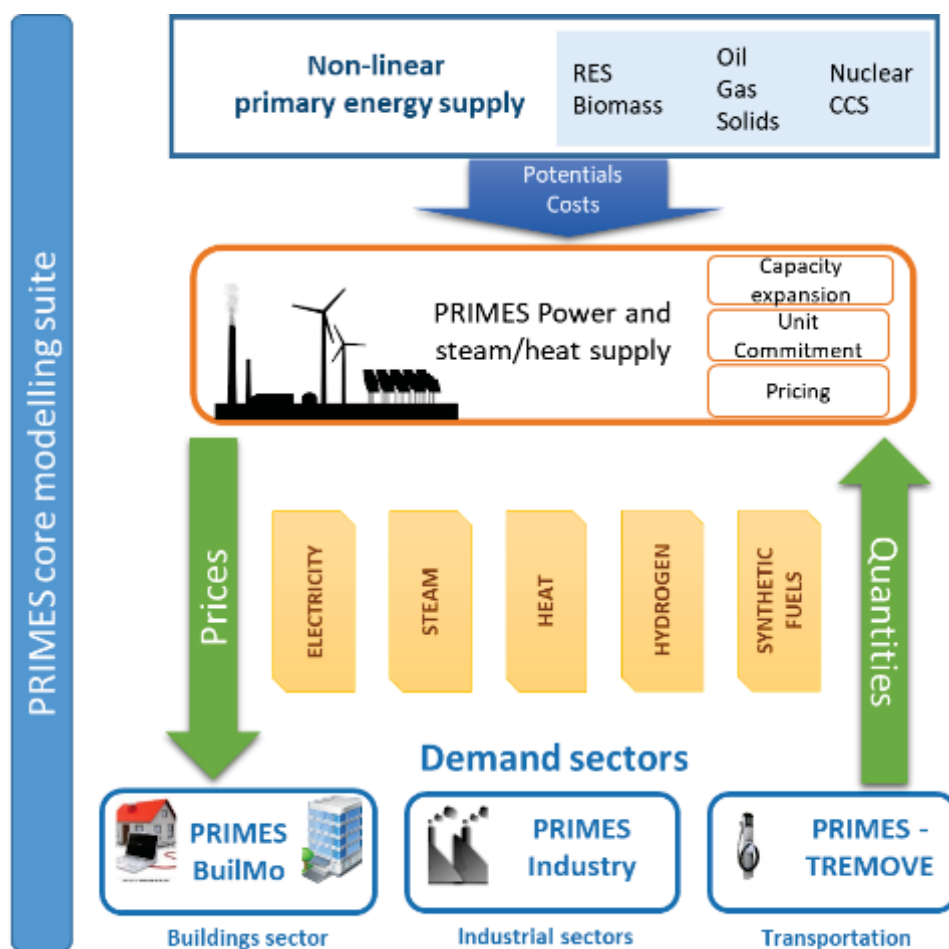 PRIMES core modelling suite
Non-linear
primary energy supply
RES
Biomass
Oil
Gas
Solids
Nuclear
CCS
Potentials
Costs
PRIMES Power and
steam/heat supply
Capacity
expansion
Unit
Commitment
Pricing
Prices
ELECTRICITY
STEAM
HEAT
HYDROGEN
SYNTHETIC
FUELS
Quantities
Demand sectors
PRIMES
BuilMo
PRIMES
Industry
PRIMES -
TREMOVE
Buildings sector
Industrial sectors
Transportation